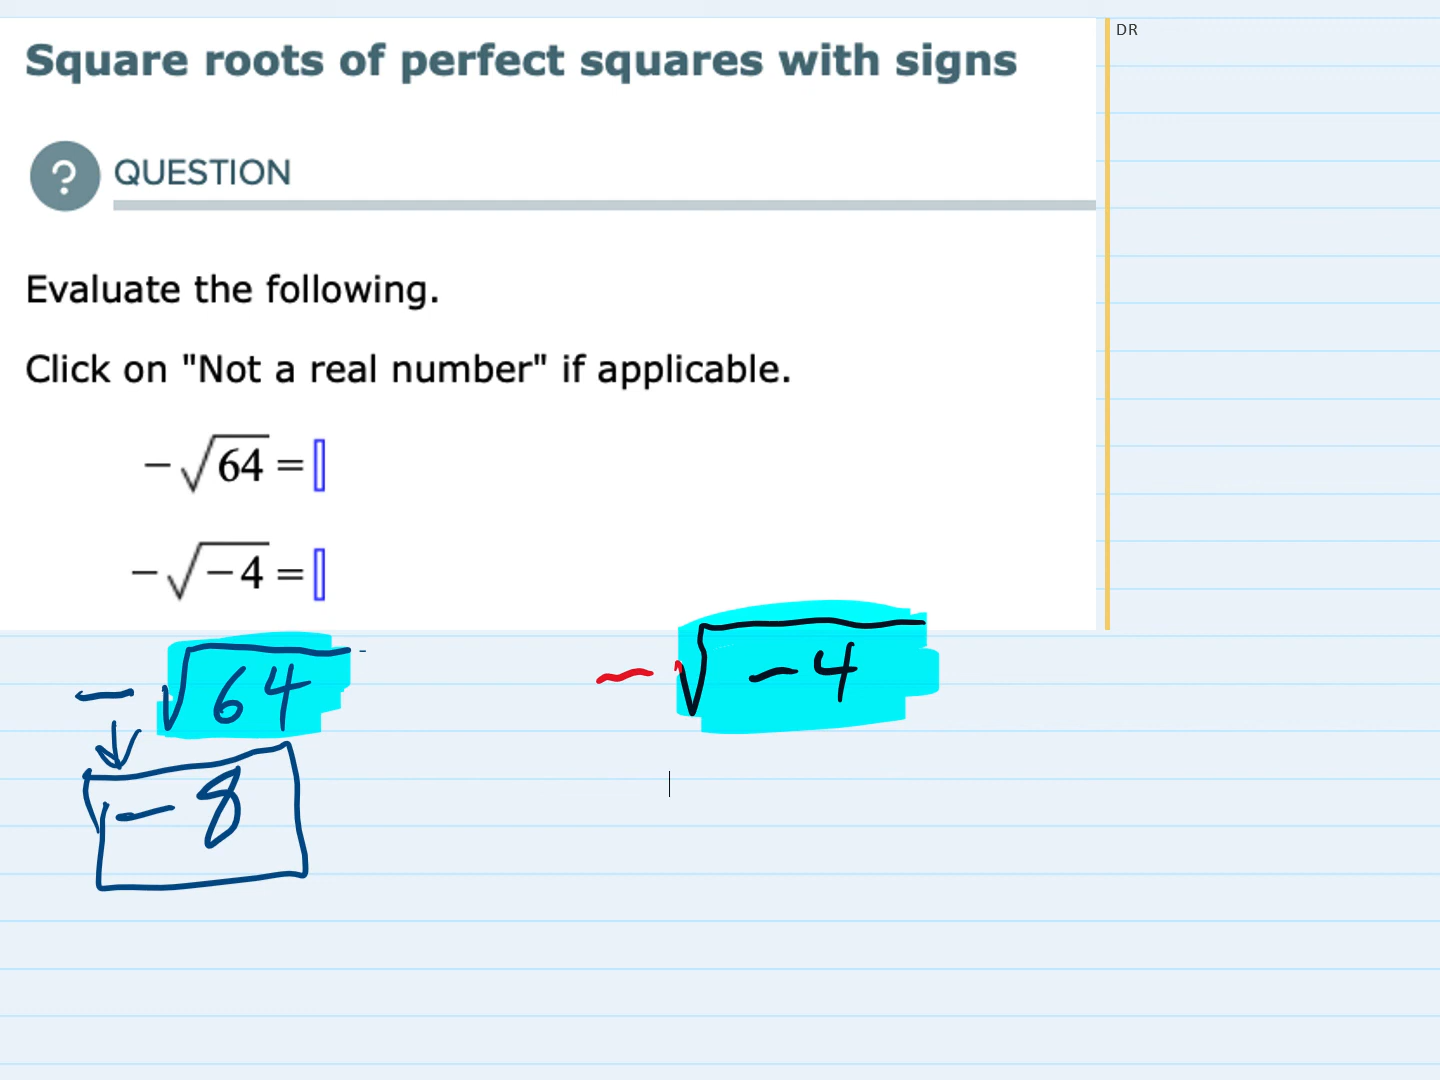 Square roots of perfect squares with signs
DR
? QUESTION
Evaluate the following.
Click on "Not a real number" if applicable.
−√64 =
−√−4 =
−√64
−√−4
−8